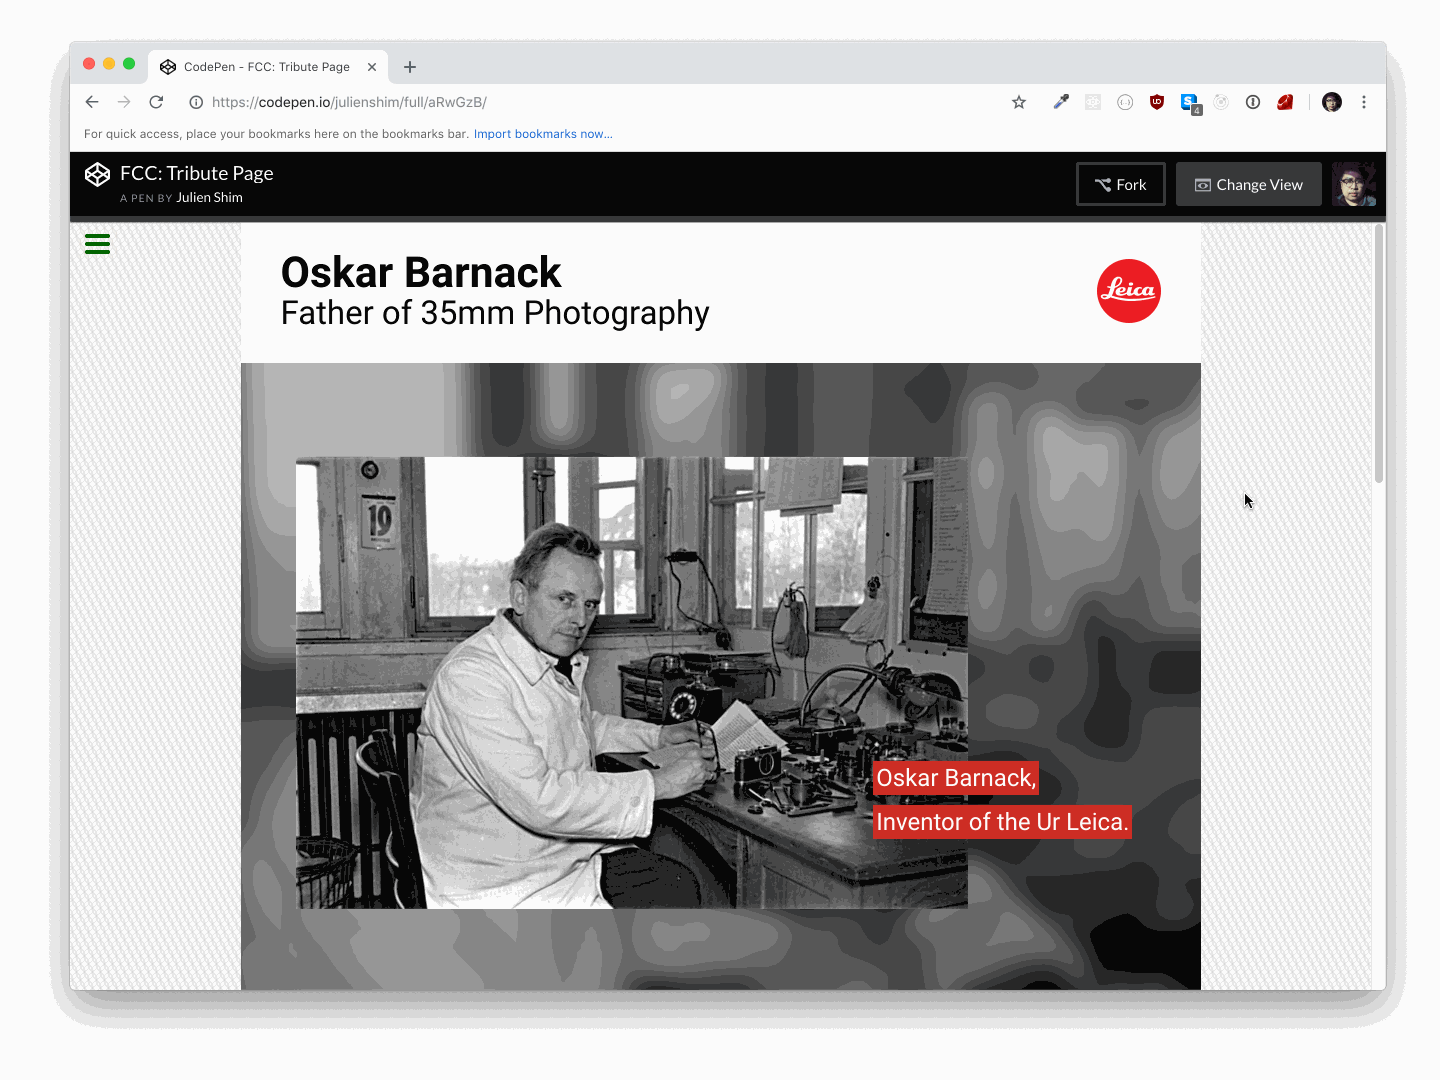 CodePen - FCC: Tribute Page
https://codepen.io/julienshim/full/aRwGzB/
4
For quick access, place your bookmarks here on the bookmarks bar. Import bookmarks now...
FCC: Tribute Page
A PEN BY Julien Shim
Fork
Change View
Oskar Barnack
Father of 35mm Photography
Leica
19
Oskar Barnack,
Inventor of the Ur Leica.